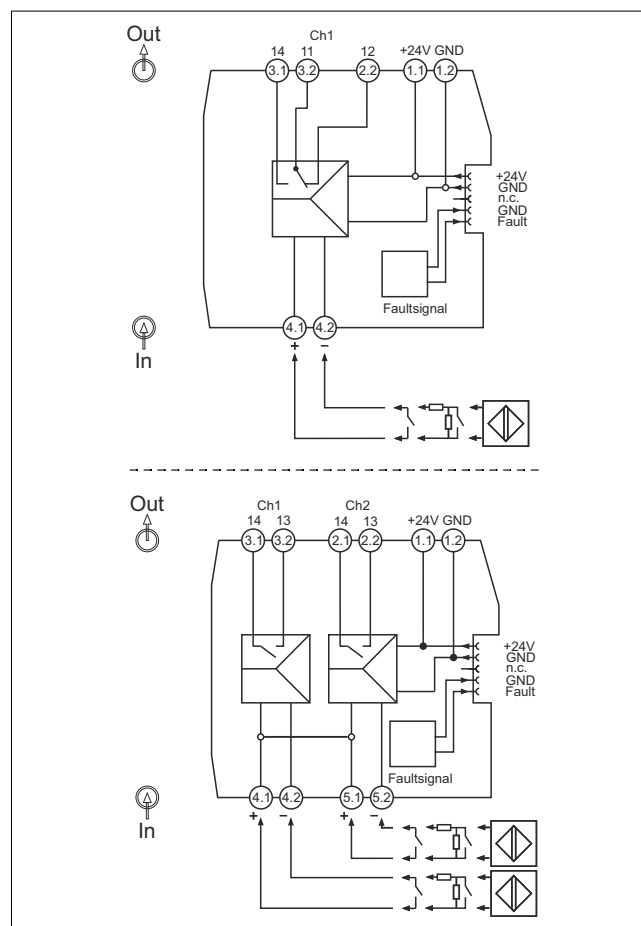 Out
Ch1
14 11 12 +24V GND
3.1 3.2 2.2 1.1 1.2
+24V
GND
n.c.
GND
Fault
Faultsignal
4.1 4.2
+ −
In
Out
Ch1 Ch2
14 13 14 13 +24V GND
3.1 3.2 2.1 2.2 1.1 1.2
+24V
GND
n.c.
GND
Fault
Faultsignal
4.1 4.2 5.1 5.2
+ − + −
In